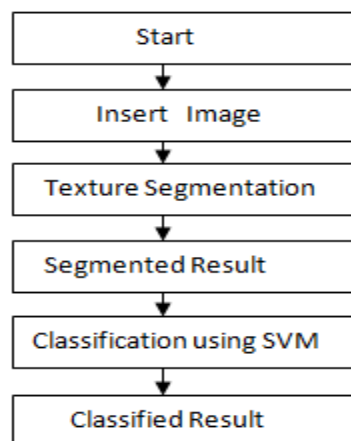 Start
Insert Image
Texture Segmentation
Segmented Result
Classification using SVM
Classified Result